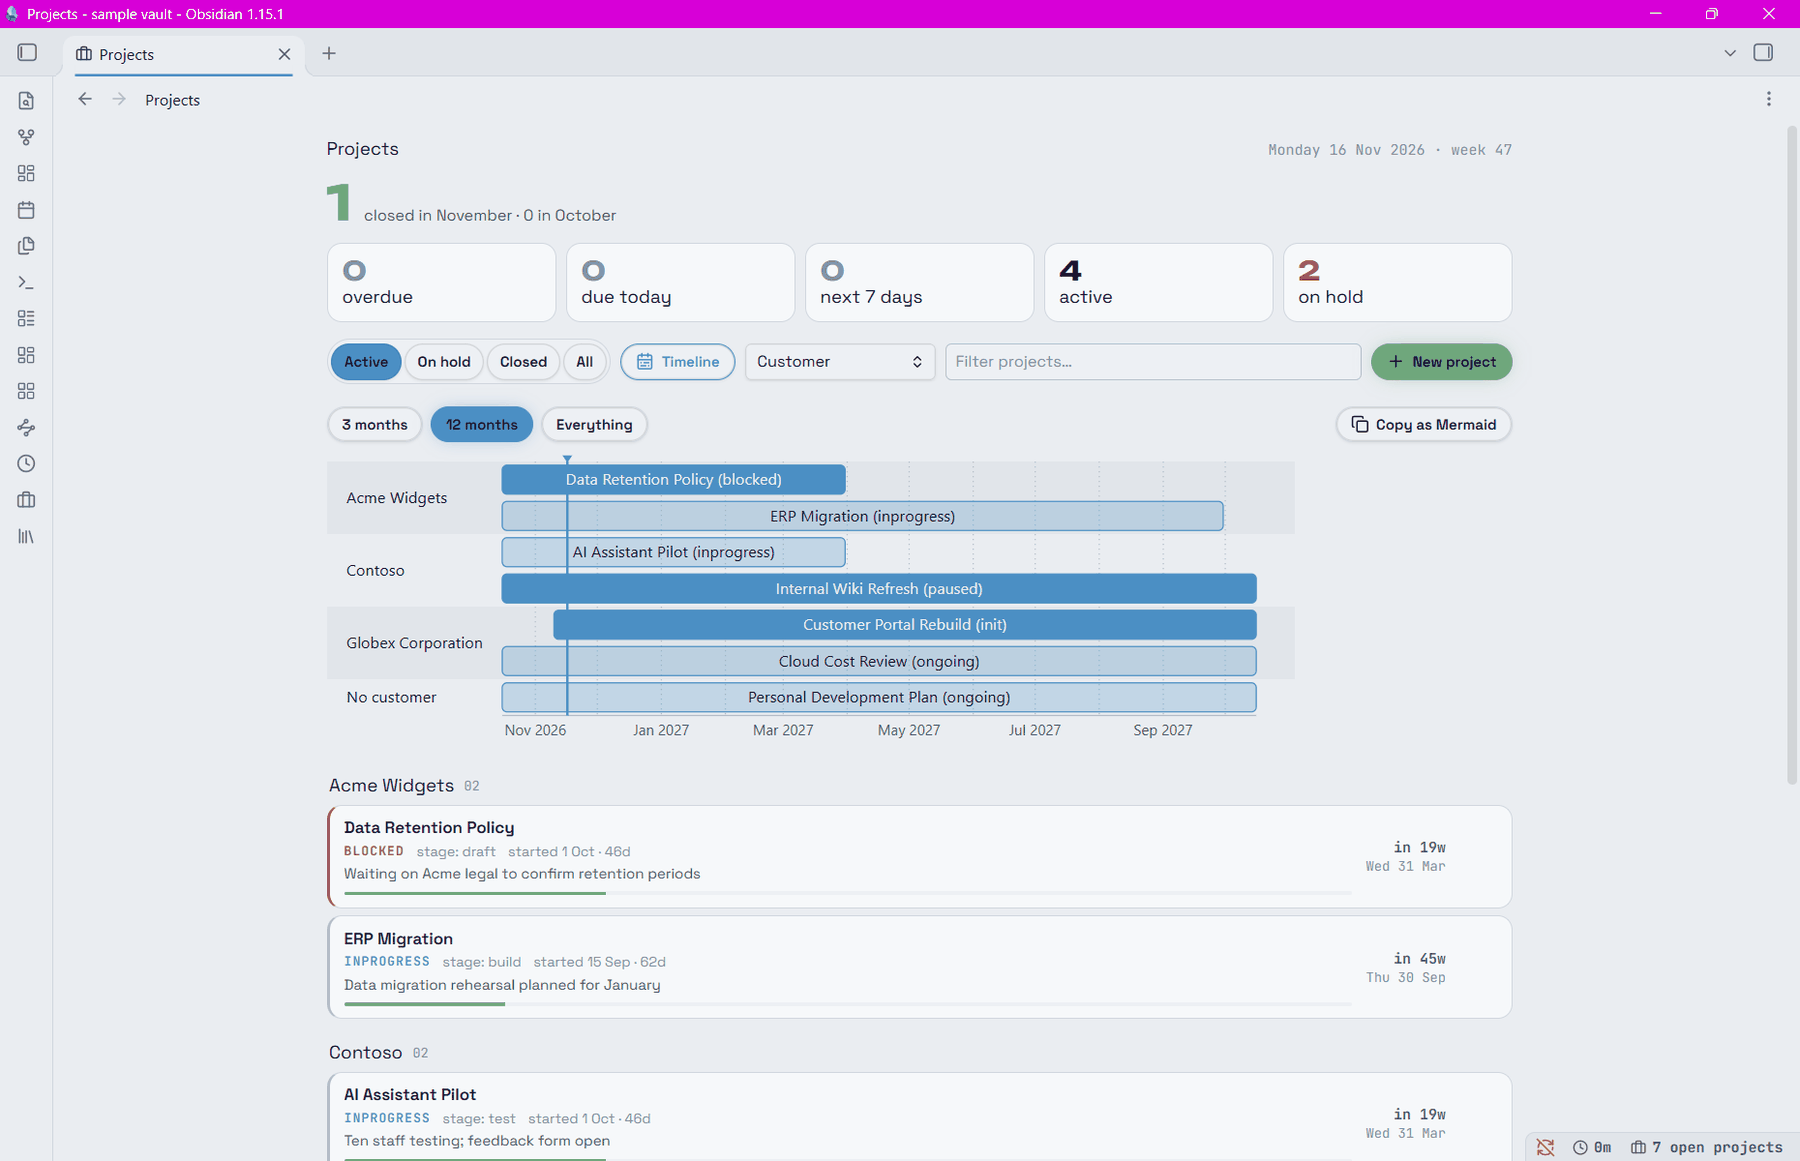 Projects - sample vault - Obsidian 1.15.1
Projects
Projects
Projects
Monday 16 Nov 2026 · week 47
1 closed in November · 0 in October
0 overdue
0 due today
0 next 7 days
4 active
2 on hold
Active On hold Closed All Timeline Customer Filter projects... + New project
3 months 12 months Everything Copy as Mermaid
Acme Widgets
Data Retention Policy (blocked)
ERP Migration (inprogress)
Contoso
AI Assistant Pilot (inprogress)
Internal Wiki Refresh (paused)
Globex Corporation
Customer Portal Rebuild (init)
Cloud Cost Review (ongoing)
No customer
Personal Development Plan (ongoing)
Nov 2026 Jan 2027 Mar 2027 May 2027 Jul 2027 Sep 2027
Acme Widgets 02
Data Retention Policy
BLOCKED stage: draft started 1 Oct · 46d
Waiting on Acme legal to confirm retention periods
in 19w
Wed 31 Mar
ERP Migration
INPROGRESS stage: build started 15 Sep · 62d
Data migration rehearsal planned for January
in 45w
Thu 30 Sep
Contoso 02
AI Assistant Pilot
INPROGRESS stage: test started 1 Oct · 46d
Ten staff testing; feedback form open
in 19w
Wed 31 Mar
0m 7 open projects